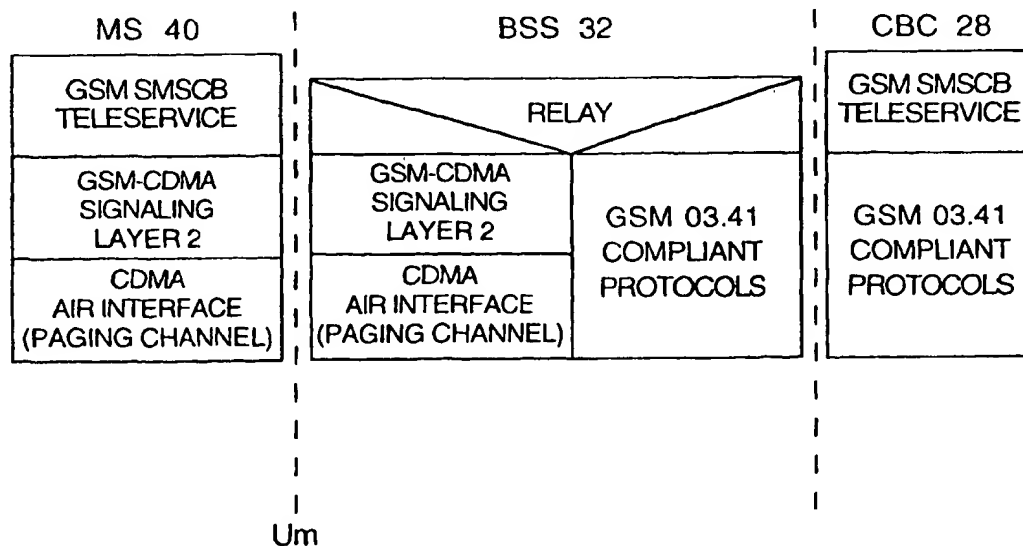 MS 40
BSS 32
CBC 28
GSM SMSCB
TELESERVICE
GSM-CDMA
SIGNALING
LAYER 2
CDMA
AIR INTERFACE
(PAGING CHANNEL)
RELAY
GSM-CDMA
SIGNALING
LAYER 2
CDMA
AIR INTERFACE
(PAGING CHANNEL)
GSM 03.41
COMPLIANT
PROTOCOLS
GSM SMSCB
TELESERVICE
GSM 03.41
COMPLIANT
PROTOCOLS
Um